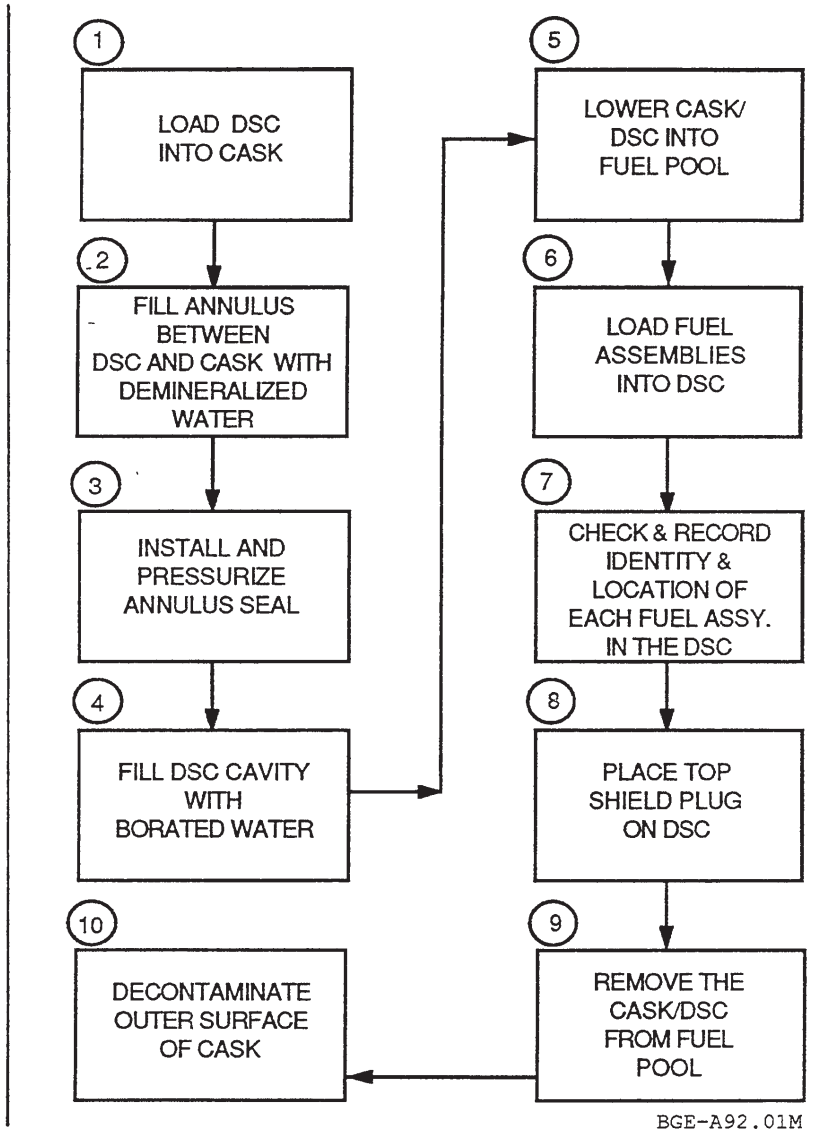 1
LOAD DSC
INTO CASK
2
FILL ANNULUS
BETWEEN
DSC AND CASK WITH
DEMINERALIZED
WATER
3
INSTALL AND
PRESSURIZE
ANNULUS SEAL
4
FILL DSC CAVITY
WITH
BORATED WATER
5
LOWER CASK/
DSC INTO
FUEL POOL
6
LOAD FUEL
ASSEMBLIES
INTO DSC
7
CHECK & RECORD
IDENTITY &
LOCATION OF
EACH FUEL ASSY.
IN THE DSC
8
PLACE TOP
SHIELD PLUG
ON DSC
9
REMOVE THE
CASK/DSC
FROM FUEL
POOL
10
DECONTAMINATE
OUTER SURFACE
OF CASK
BGE-A92.01M